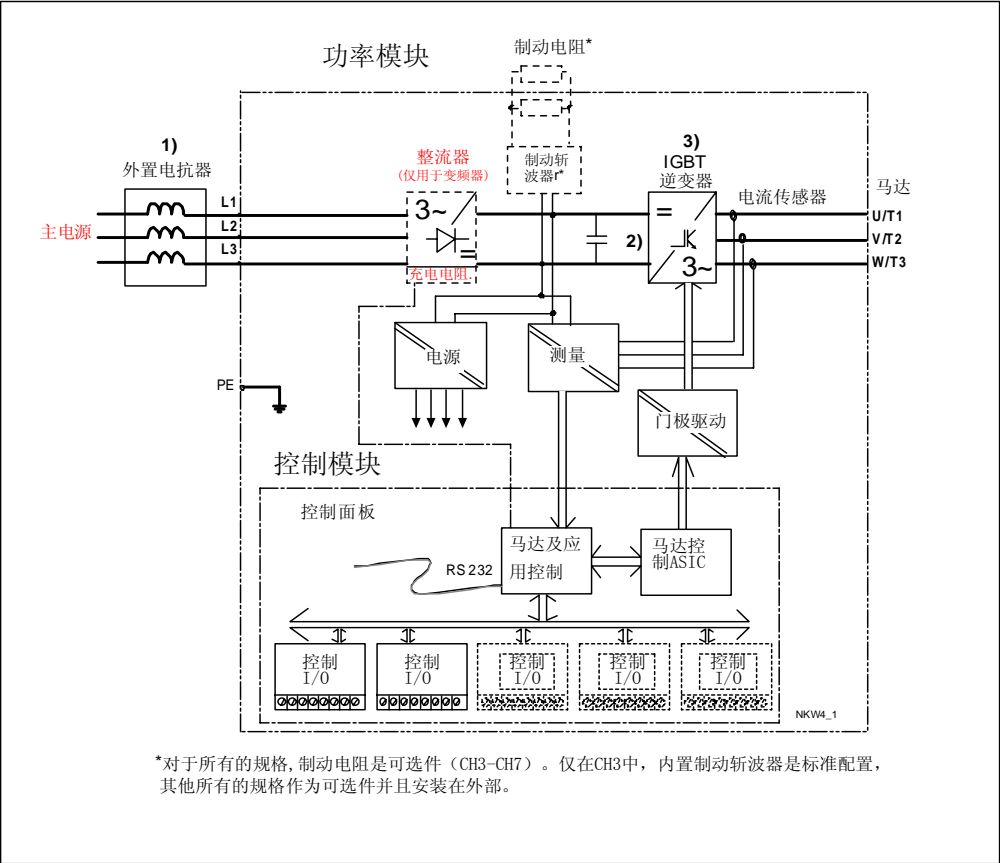 功率模块
制动电阻*
1)
外置电抗器
整流器
(仅用于变频器)
制动斩
波器r*
3)
IGBT
逆变器
电流传感器
马达
主电源
L1
L2
L3
3~
=
充电电阻.
2)
=
3~
U/T1
V/T2
W/T3
电源
测量
PE
门极驱动
控制模块
控制面板
RS232
马达及应
用控制
马达控
制ASIC
控制
I/O
控制
I/O
控制
I/O
控制
I/O
控制
I/O
NKW4_1
*对于所有的规格,制动电阻是可选件（CH3-CH7）。仅在CH3中，内置制动斩波器是标准配置，
其他所有的规格作为可选件并且安装在外部。